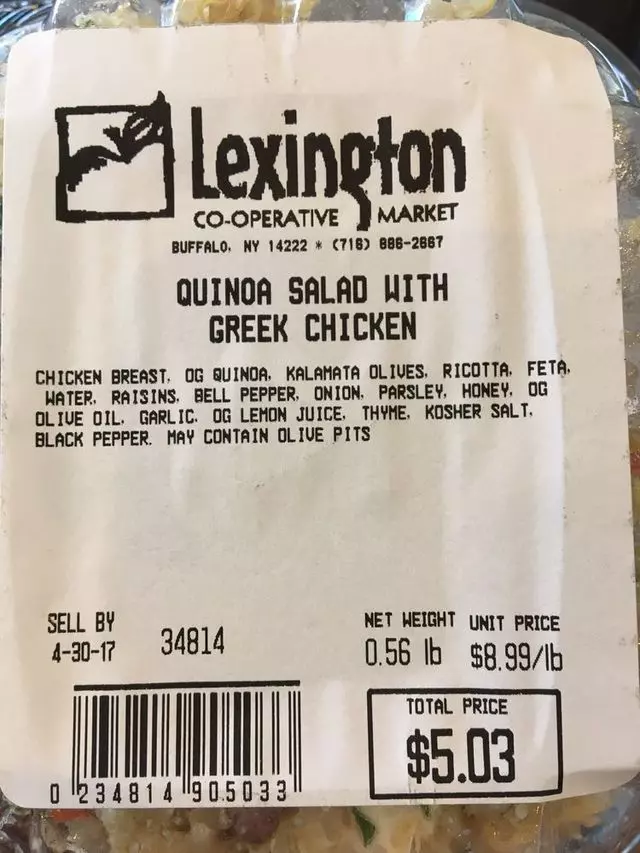 Lexington
CO-OPERATIVE MARKET
BUFFALO, NY 14222 * (716) 886-2667
QUINOA SALAD WITH
GREEK CHICKEN
CHICKEN BREAST, OG QUINOA, KALAMATA OLIVES, RICOTTA, FETA,
WATER, RAISINS, BELL PEPPER, ONION, PARSLEY, HONEY, OG
OLIVE OIL, GARLIC, OG LEMON JUICE, THYME, KOSHER SALT,
BLACK PEPPER. MAY CONTAIN OLIVE PITS
SELL BY
4-30-17
34814
NET WEIGHT UNIT PRICE
0.56 lb $8.99/lb
TOTAL PRICE
$5.03
0 234814 905033